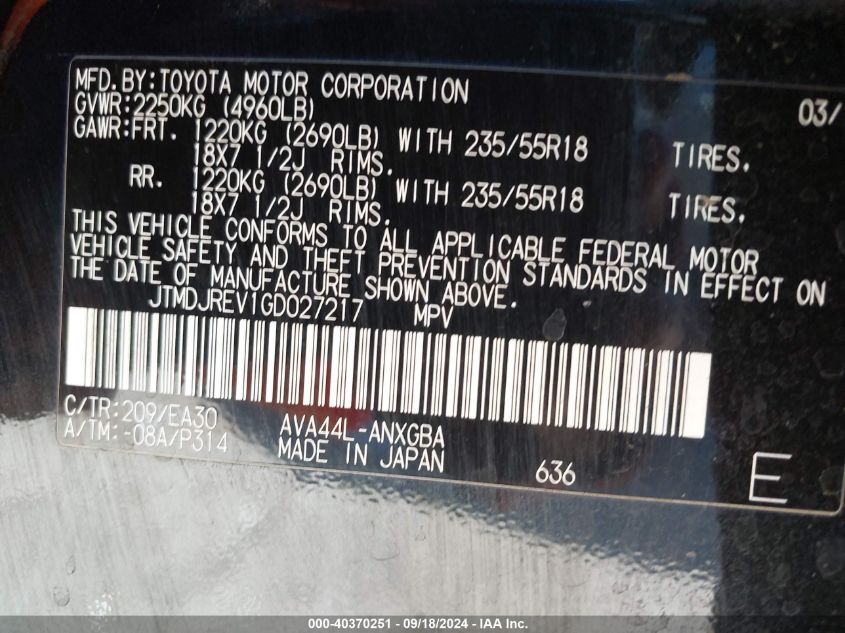 MFD.BY:TOYOTA MOTOR CORPORATION 03/
GVWR:2250KG (4960LB)
GAWR:FRT. 1220KG (2690LB) WITH 235/55R18 TIRES.
18X7 1/2J RIMS.
RR. 1220KG (2690LB) WITH 235/55R18 TIRES.
18X7 1/2J RIMS.
THIS VEHICLE CONFORMS TO ALL APPLICABLE FEDERAL MOTOR
VEHICLE SAFETY AND THEFT PREVENTION STANDARDS IN EFFECT ON
THE DATE OF MANUFACTURE SHOWN ABOVE.
JTMDJREV1GD027217 MPV
C/TR:209/EA30 AVA44L-ANXGBA
A/TM:-08A/P314 MADE IN JAPAN 636 E
000-40370251 - 09/18/2024 - IAA Inc.